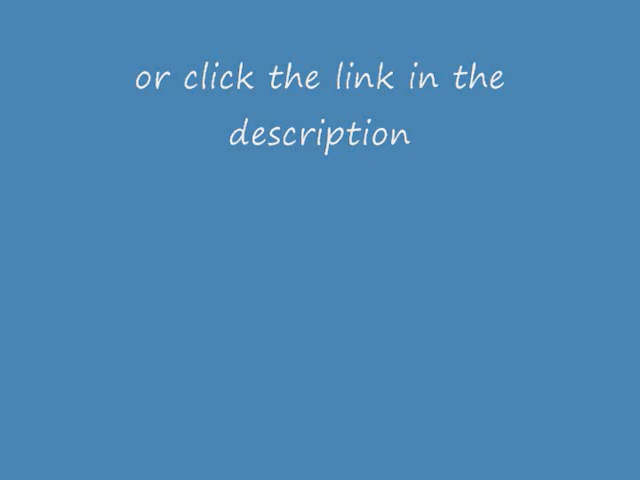 or click the link in the
description